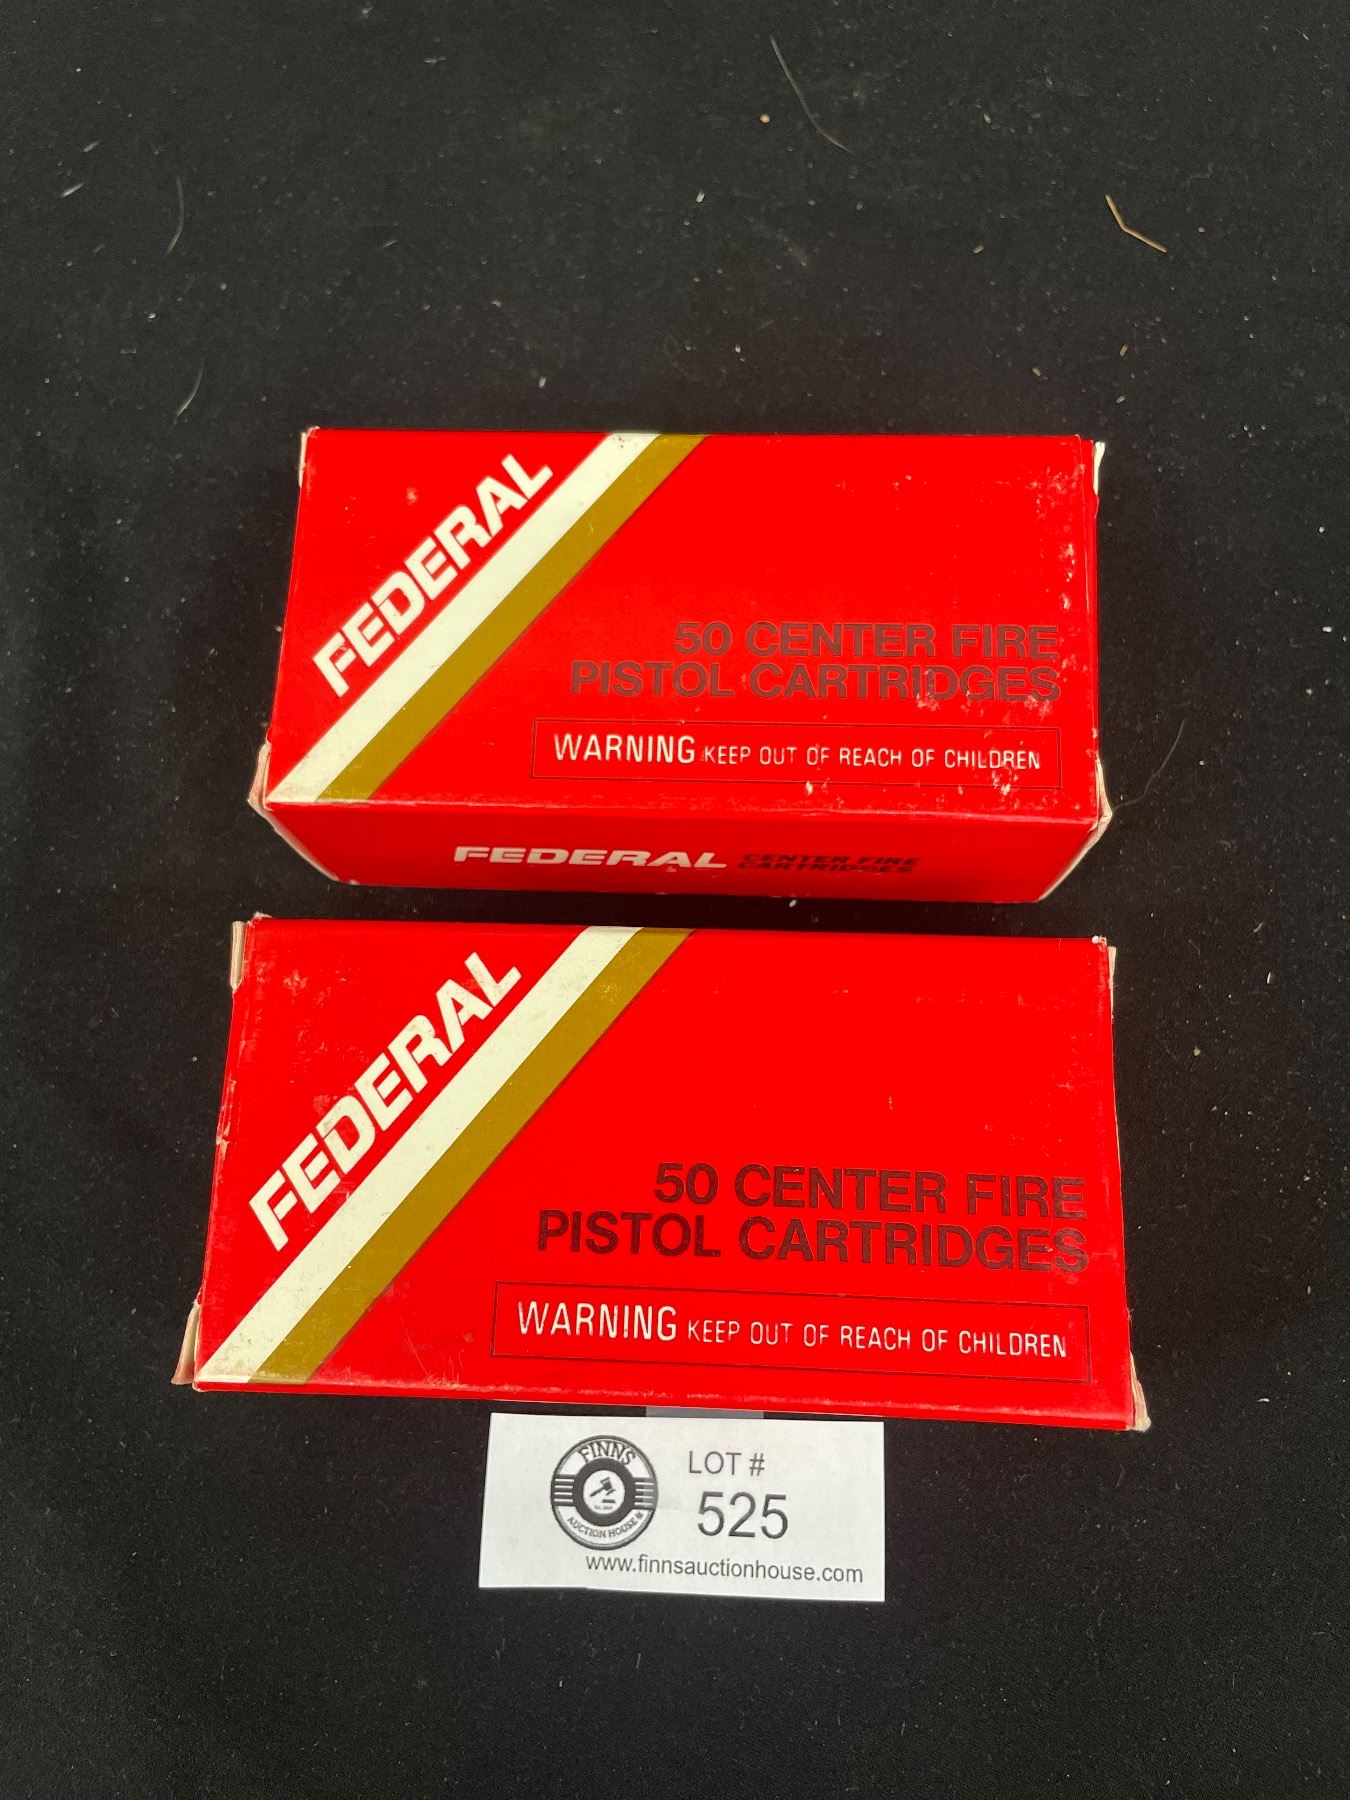 FEDERAL
50 CENTER FIRE
PISTOL CARTRIDGES
WARNING KEEP OUT OF REACH OF CHILDREN
FEDERAL CENTER FIRE
CARTRIDGES
FEDERAL
50 CENTER FIRE
PISTOL CARTRIDGES
WARNING KEEP OUT OF REACH OF CHILDREN
FINNS
AUCTION HOUSE
LOT #
525
www.finnsauctionhouse.com